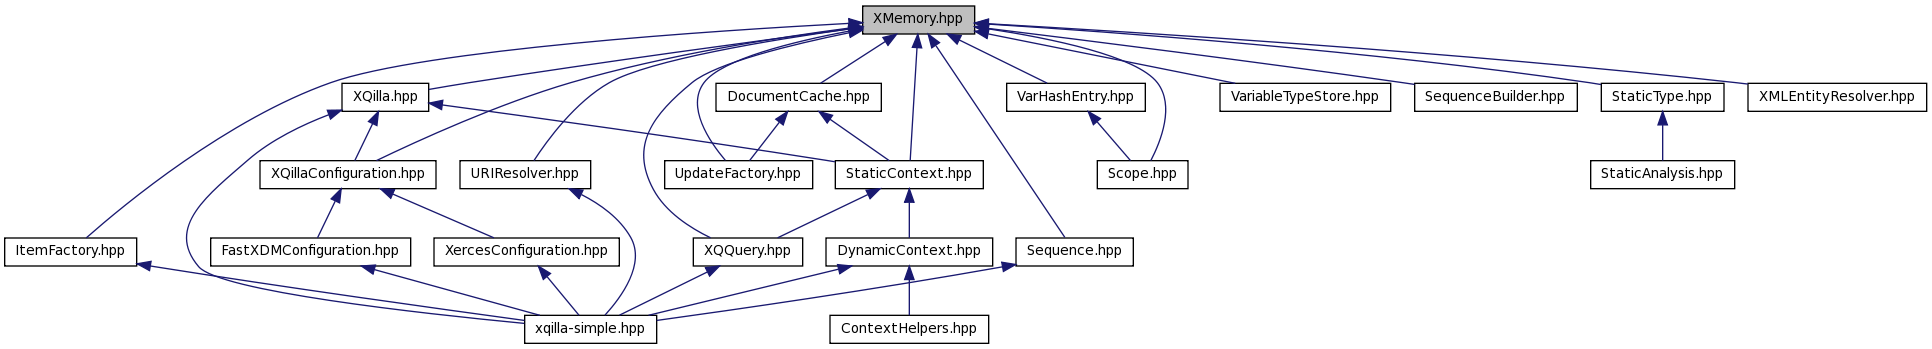 XMemory.hpp
XQilla.hpp
DocumentCache.hpp
VarHashEntry.hpp
VariableTypeStore.hpp
SequenceBuilder.hpp
StaticType.hpp
XMLEntityResolver.hpp
XQillaConfiguration.hpp
URIResolver.hpp
UpdateFactory.hpp
StaticContext.hpp
Scope.hpp
StaticAnalysis.hpp
ItemFactory.hpp
FastXDMConfiguration.hpp
XercesConfiguration.hpp
XQQuery.hpp
DynamicContext.hpp
Sequence.hpp
xqilla-simple.hpp
ContextHelpers.hpp